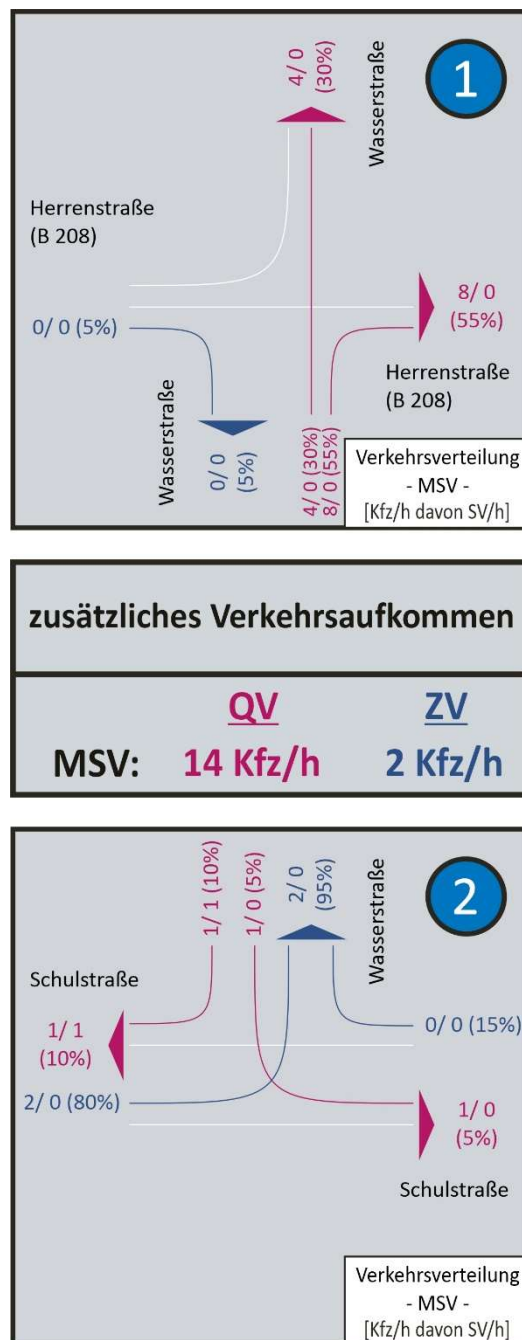 4/ 0
(30%)
Wasserstraße
1
Herrenstraße
(B 208)
0/ 0 (5%)
8/ 0
(55%)
Herrenstraße
(B 208)
Wasserstraße
0/ 0
(5%)
4/ 0 (30%)
8/ 0 (55%)
Verkehrsverteilung
- MSV -
[Kfz/h davon SV/h]
zusätzliches Verkehrsaufkommen
QV ZV
MSV: 14 Kfz/h 2 Kfz/h
1/ 1 (10%)
1/ 0 (5%)
2/ 0
(95%)
Wasserstraße
2
Schulstraße
1/ 1
(10%)
0/ 0 (15%)
2/ 0 (80%)
1/ 0
(5%)
Schulstraße
Verkehrsverteilung
- MSV -
[Kfz/h davon SV/h]